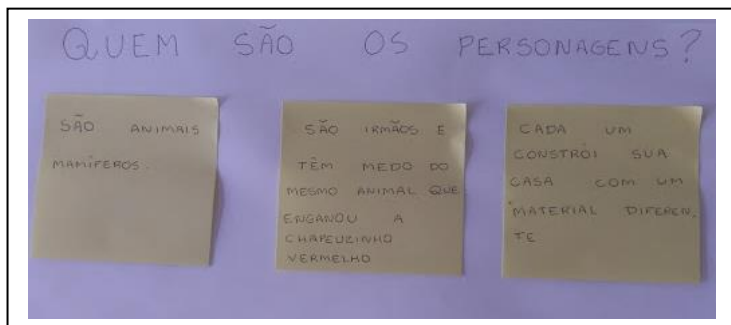 QUEM SÃO OS PERSONAGENS?
SÃO ANIMAIS
MAMÍFEROS.
SÃO IRMÃOS E
TÊM MEDO DO
MESMO ANIMAL QUE
ENGANOU A
CHAPEUZINHO
VERMELHO
CADA UM
CONSTRÓI SUA
CASA COM UM
MATERIAL DIFEREN.
TE